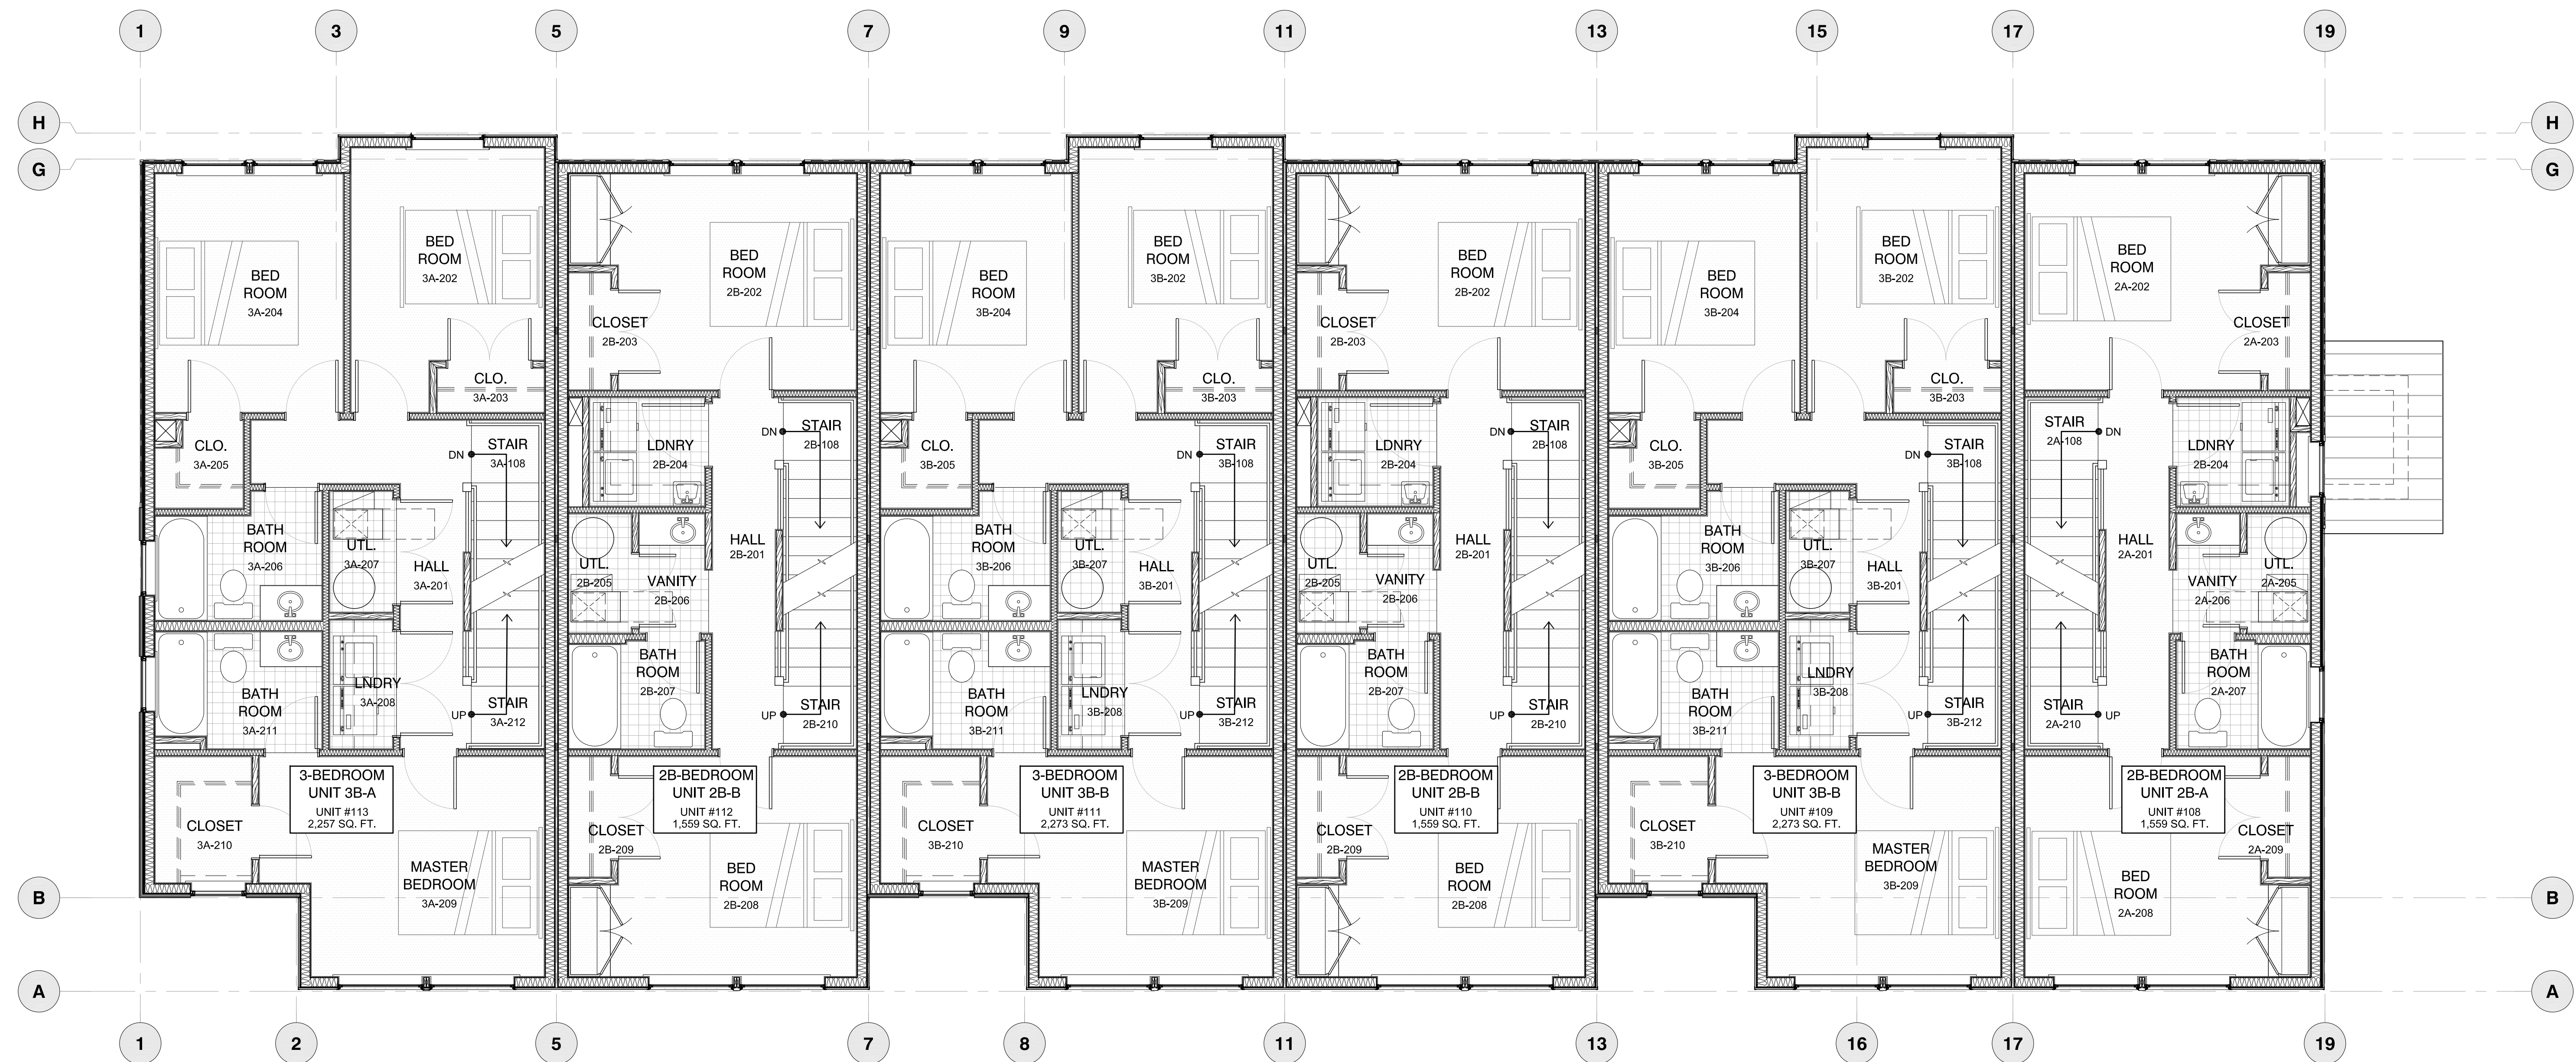 1
3
5
7
9
11
13
15
17
19
H
H
G
G
BED
ROOM
3A-204
BED
ROOM
3A-202
CLO.
3A-203
CLO.
3A-205
STAIR
3A-108
DN
BATH
ROOM
3A-206
UTL.
3A-207
HALL
3A-201
BATH
ROOM
3A-211
LNDRY
3A-208
UP
STAIR
3A-212
3-BEDROOM
UNIT 3B-A
UNIT #113
2,257 SQ. FT.
CLOSET
3A-210
MASTER
BEDROOM
3A-209
BED
ROOM
2B-202
CLOSET
2B-203
LDNRY
2B-204
DN
STAIR
2B-108
UTL.
2B-205
VANITY
2B-206
HALL
2B-201
BATH
ROOM
2B-207
UP
STAIR
2B-210
2B-BEDROOM
UNIT 2B-B
UNIT #112
1,559 SQ. FT.
CLOSET
2B-209
BED
ROOM
2B-208
BED
ROOM
3B-204
BED
ROOM
3B-202
CLO.
3B-203
CLO.
3B-205
DN
STAIR
3B-108
BATH
ROOM
3B-206
UTL.
3B-207
HALL
3B-201
BATH
ROOM
3B-211
LNDRY
3B-208
UP
STAIR
3B-212
3-BEDROOM
UNIT 3B-B
UNIT #111
2,273 SQ. FT.
CLOSET
3B-210
MASTER
BEDROOM
3B-209
BED
ROOM
2B-202
CLOSET
2B-203
LDNRY
2B-204
DN
STAIR
2B-108
UTL.
2B-205
VANITY
2B-206
HALL
2B-201
BATH
ROOM
2B-207
UP
STAIR
2B-210
2B-BEDROOM
UNIT 2B-B
UNIT #110
1,559 SQ. FT.
CLOSET
2B-209
BED
ROOM
2B-208
BED
ROOM
3B-204
BED
ROOM
3B-202
CLO.
3B-203
CLO.
3B-205
DN
STAIR
3B-108
BATH
ROOM
3B-206
UTL.
3B-207
HALL
3B-201
BATH
ROOM
3B-211
LNDRY
3B-208
UP
STAIR
3B-212
3-BEDROOM
UNIT 3B-B
UNIT #109
2,273 SQ. FT.
CLOSET
3B-210
MASTER
BEDROOM
3B-209
BED
ROOM
2A-202
CLOSET
2A-203
STAIR
2A-108
DN
LDNRY
2B-204
HALL
2A-201
VANITY
2A-206
UTL.
2A-205
BATH
ROOM
2A-207
STAIR
2A-210
UP
2B-BEDROOM
UNIT 2B-A
UNIT #108
1,559 SQ. FT.
CLOSET
2A-209
BED
ROOM
2A-208
B
B
A
A
1
2
5
7
8
11
13
16
17
19